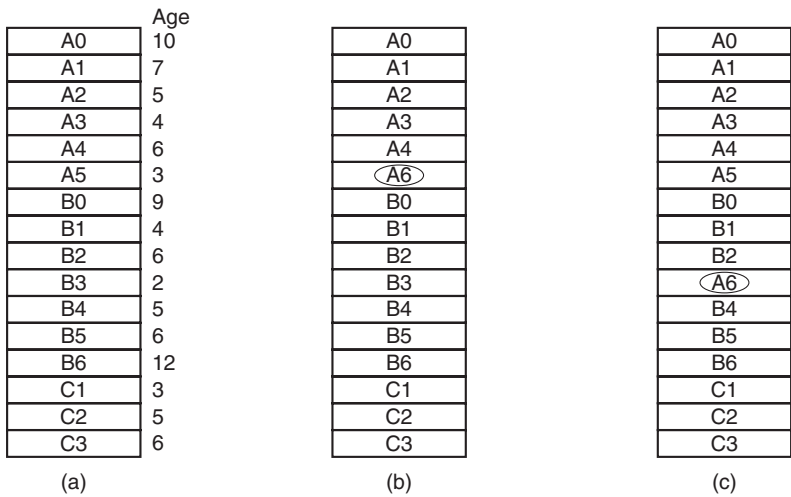 Age
A0 10 A0 A0
A1 7 A1 A1
A2 5 A2 A2
A3 4 A3 A3
A4 6 A4 A4
A5 3 A6 A5
B0 9 B0 B0
B1 4 B1 B1
B2 6 B2 B2
B3 2 B3 A6
B4 5 B4 B4
B5 6 B5 B5
B6 12 B6 B6
C1 3 C1 C1
C2 5 C2 C2
C3 6 C3 C3
(a) (b) (c)